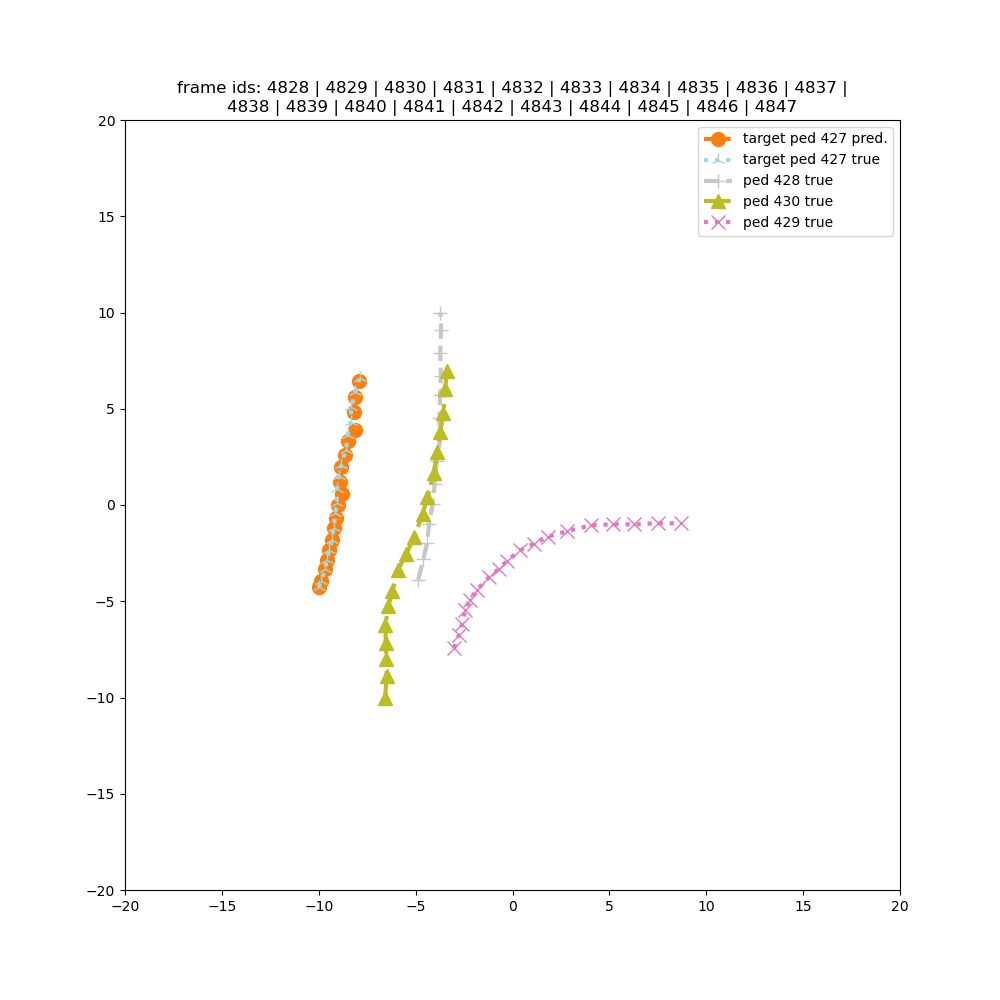 frame ids: 4828 | 4829 | 4830 | 4831 | 4832 | 4833 | 4834 | 4835 | 4836 | 4837 |
4838 | 4839 | 4840 | 4841 | 4842 | 4843 | 4844 | 4845 | 4846 | 4847
target ped 427 pred.
target ped 427 true
ped 428 true
ped 430 true
ped 429 true
20
15
10
5
0
−5
−10
−15
−20
−20 −15 −10 −5 0 5 10 15 20